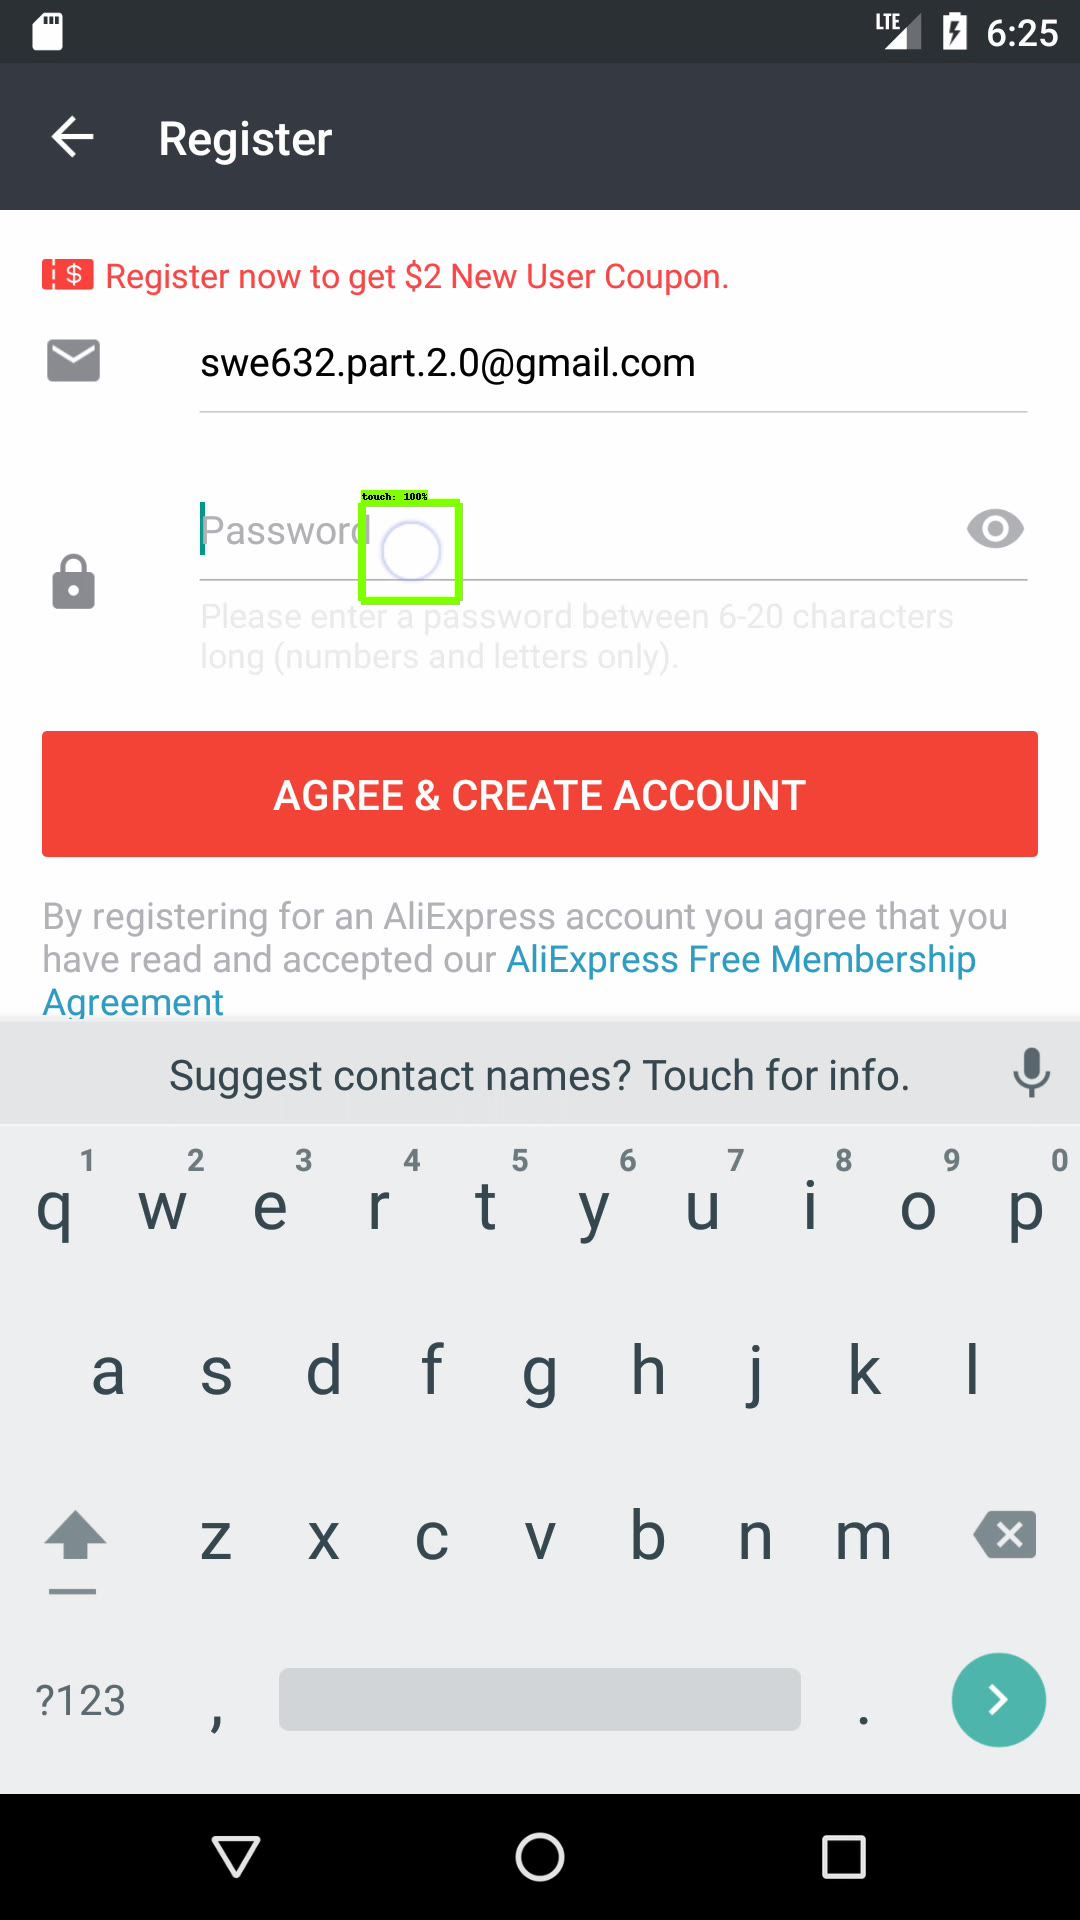 LTE 6:25
Register
$ Register now to get $2 New User Coupon.
swe632.part.2.0@gmail.com
touch: 100%
Password
Please enter a password between 6-20 characters
long (numbers and letters only).
AGREE & CREATE ACCOUNT
By registering for an AliExpress account you agree that you
have read and accepted our AliExpress Free Membership
Agreement
Suggest contact names? Touch for info.
1 2 3 4 5 6 7 8 9 0
q w e r t y u i o p
a s d f g h j k l
z x c v b n m
?123 , .